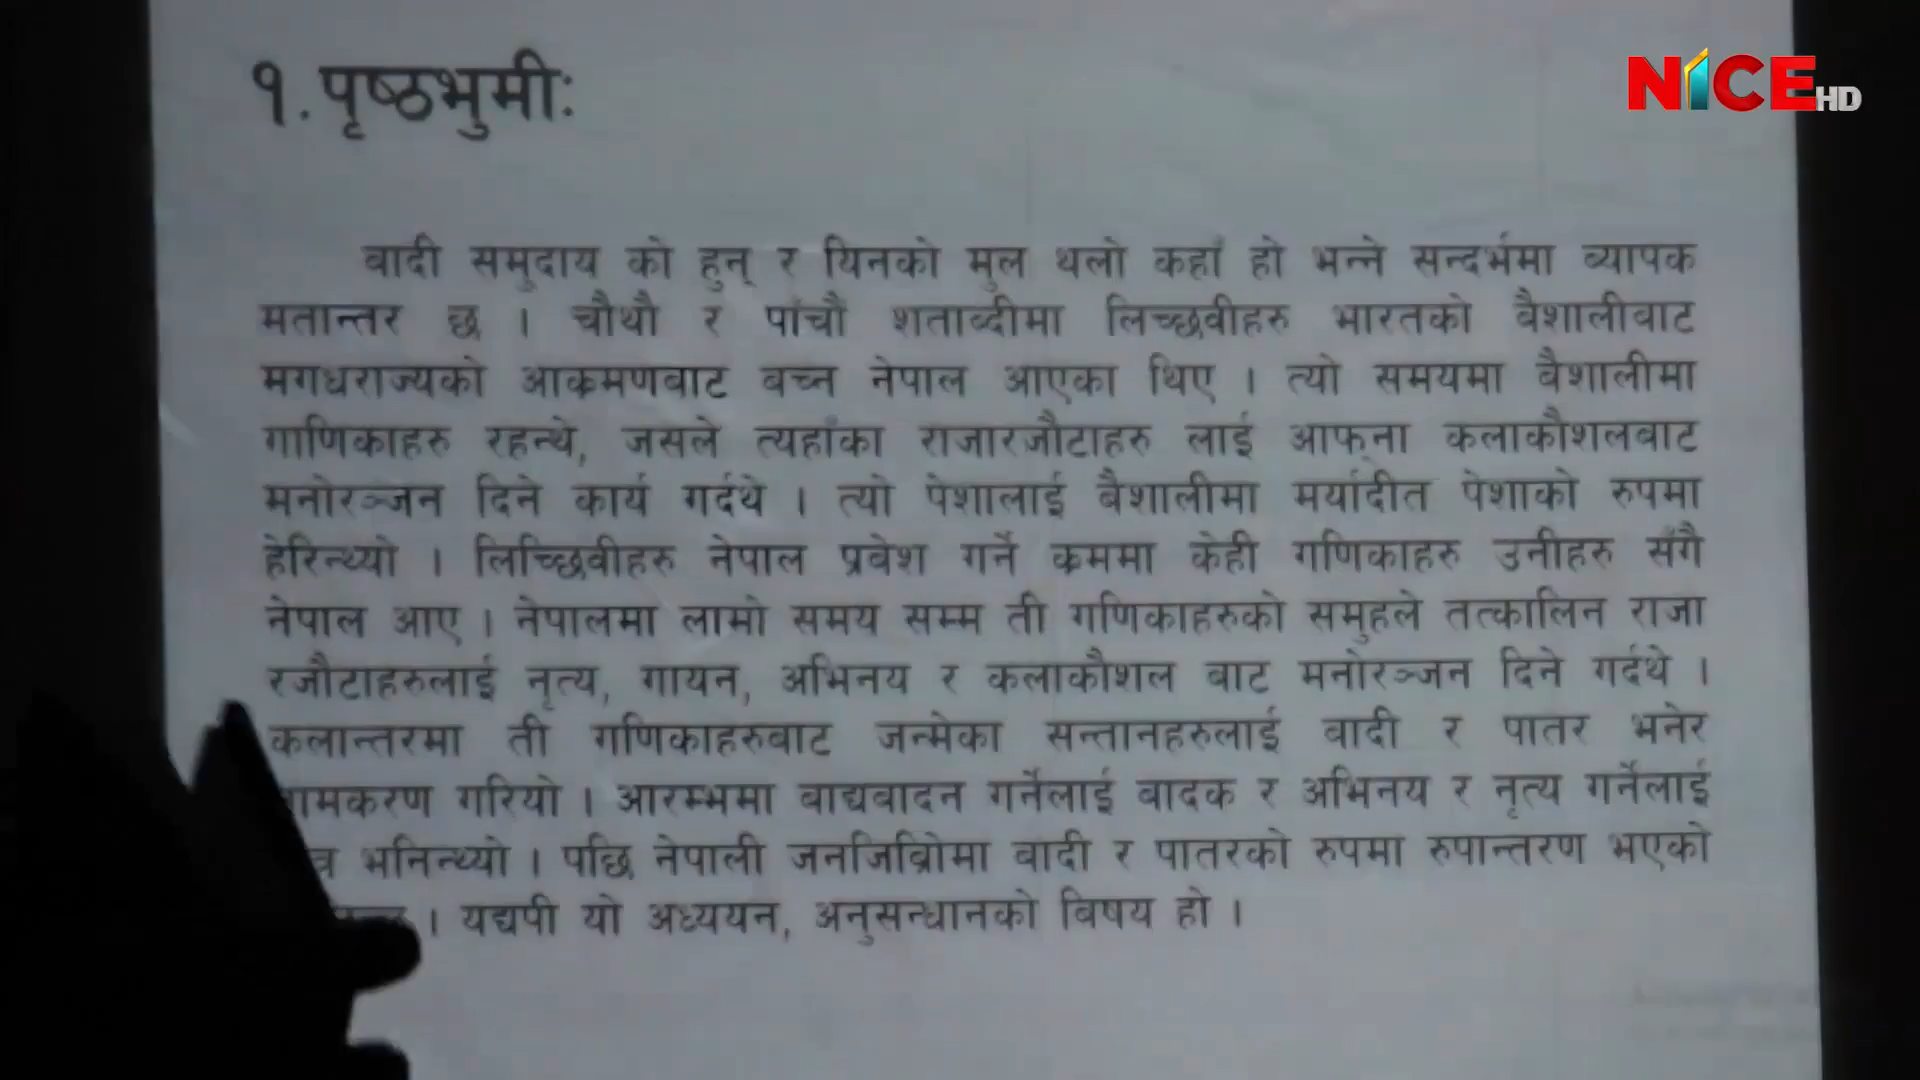 १. पृष्ठभुमीः
NICE HD
वादी समुदाय को हुन् र यिनको मुल थलो कहाँ हो भन्ने सन्दर्भमा व्यापक
मतान्तर छ । चौथौ र पाँचौ शताब्दीमा लिच्छवीहरु भारतको बैशालीबाट
मगधराज्यको आक्रमणबाट बच्न नेपाल आएका थिए । त्यो समयमा बैशालीमा
गाणिकाहरु रहन्थे, जसले त्यहाँका राजारजौटाहरु लाई आफ्ना कलाकौशलबाट
मनोरञ्जन दिने कार्य गर्दथे । त्यो पेशालाई बैशालीमा मर्यादीत पेशाको रुपमा
हेरिन्थ्यो । लिच्छिवीहरु नेपाल प्रवेश गर्ने क्रममा केही गणिकाहरु उनीहरु सँगै
नेपाल आए । नेपालमा लामो समय सम्म ती गणिकाहरुको समुहले तत्कालिन राजा
रजौटाहरुलाई नृत्य, गायन, अभिनय र कलाकौशल बाट मनोरञ्जन दिने गर्दथे ।
कलान्तरमा ती गणिकाहरुबाट जन्मेका सन्तानहरुलाई वादी र पातर भनेर
गरियो । आरम्भमा वाद्यवादन गर्नेलाई वादक र अभिनय र नृत्य गर्नेलाई
भनिन्थ्यो । पछि नेपाली जनजिब्रोमा वादी र पातरको रुपमा रुपान्तरण भएको
। यद्यपी यो अध्ययन, अनुसन्धानको विषय हो ।